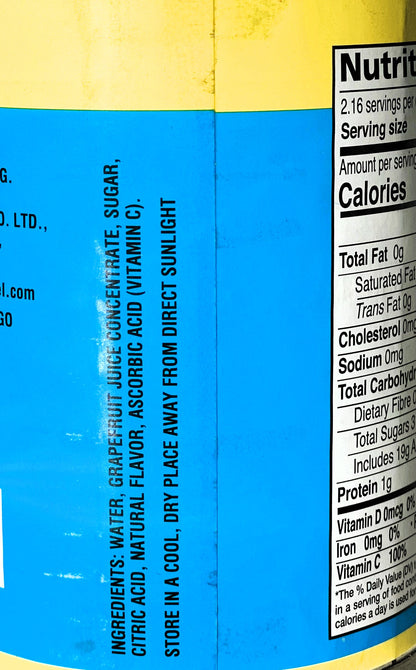 G.
O. LTD.,
el.com
GO
INGREDIENTS: WATER, GRAPEFRUIT JUICE CONCENTRATE, SUGAR,
CITRIC ACID, NATURAL FLAVOR, ASCORBIC ACID (VITAMIN C).
STORE IN A COOL, DRY PLACE AWAY FROM DIRECT SUNLIGHT
Nutrit
2.16 servings per
Serving size
Amount per serving
Calories
Total Fat 0g
Saturated Fat
Trans Fat 0g
Cholesterol 0mg
Sodium 0mg
Total Carbohydr
Dietary Fibre 0
Total Sugars 3
Includes 19g A
Protein 1g
Vitamin D 0mcg 0%
Iron 0mg 0%
Vitamin C 100%
*The % Daily Value (DV)
in a serving of food con
calories a day is used for